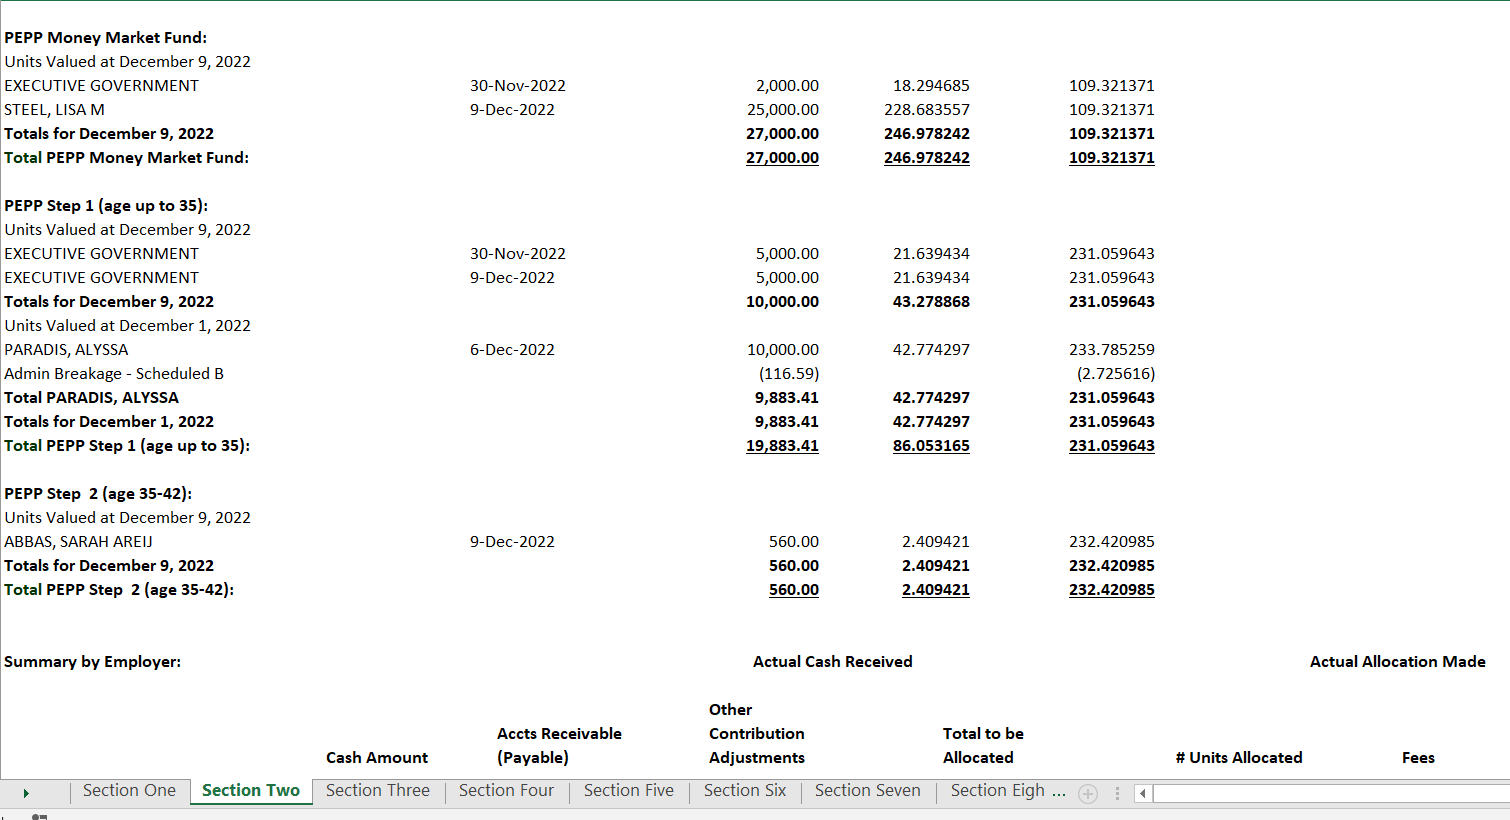 PEPP Money Market Fund:
Units Valued at December 9, 2022
EXECUTIVE GOVERNMENT 30-Nov-2022 2,000.00 18.294685 109.321371
STEEL, LISA M 9-Dec-2022 25,000.00 228.683557 109.321371
Totals for December 9, 2022 27,000.00 246.978242 109.321371
Total PEPP Money Market Fund: 27,000.00 246.978242 109.321371
PEPP Step 1 (age up to 35):
Units Valued at December 9, 2022
EXECUTIVE GOVERNMENT 30-Nov-2022 5,000.00 21.639434 231.059643
EXECUTIVE GOVERNMENT 9-Dec-2022 5,000.00 21.639434 231.059643
Totals for December 9, 2022 10,000.00 43.278868 231.059643
Units Valued at December 1, 2022
PARADIS, ALYSSA 6-Dec-2022 10,000.00 42.774297 233.785259
Admin Breakage - Scheduled B (116.59) (2.725616)
Total PARADIS, ALYSSA 9,883.41 42.774297 231.059643
Totals for December 1, 2022 9,883.41 42.774297 231.059643
Total PEPP Step 1 (age up to 35): 19,883.41 86.053165 231.059643
PEPP Step  2 (age 35-42):
Units Valued at December 9, 2022
ABBAS, SARAH AREIJ 9-Dec-2022 560.00 2.409421 232.420985
Totals for December 9, 2022 560.00 2.409421 232.420985
Total PEPP Step  2 (age 35-42): 560.00 2.409421 232.420985
Summary by Employer: Actual Cash Received Actual Allocation Made
Other
Accts Receivable Contribution Total to be
Cash Amount (Payable) Adjustments Allocated # Units Allocated Fees
Section One Section Two Section Three Section Four Section Five Section Six Section Seven Section Eigh ...